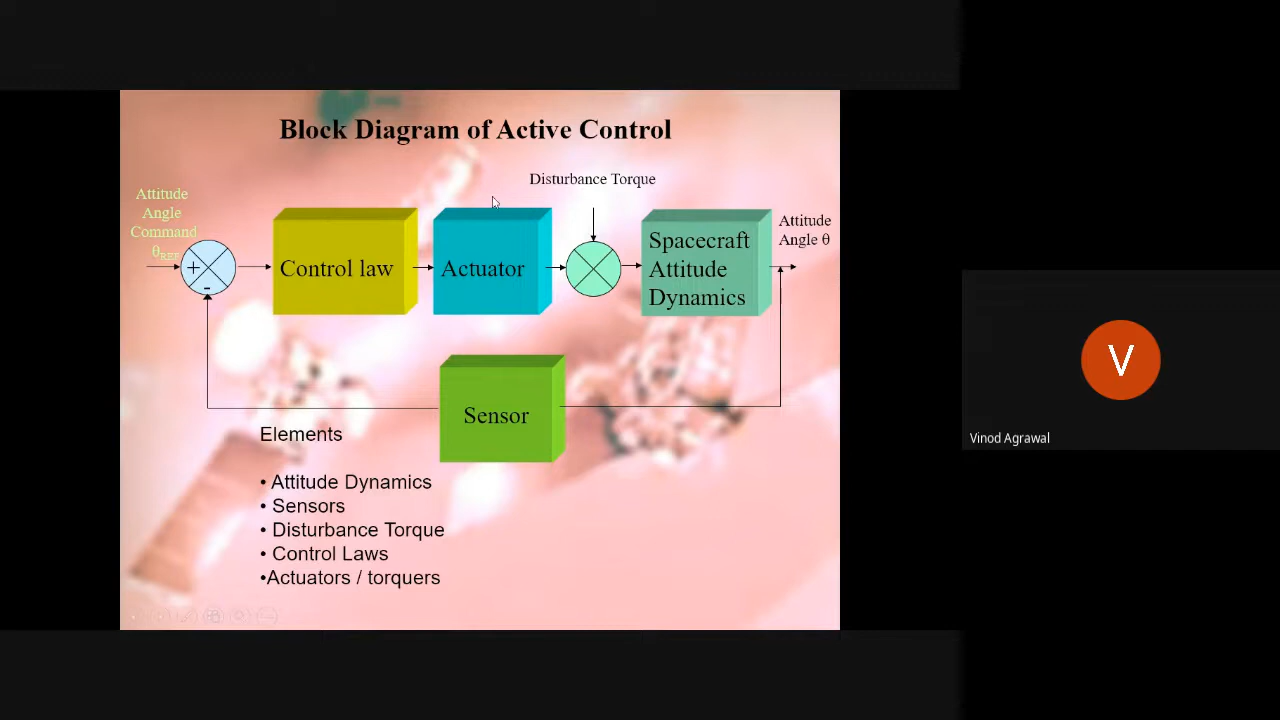 Block Diagram of Active Control
Disturbance Torque
Attitude
Angle
Command
θREF
+
-
Control law
Actuator
Spacecraft
Attitude
Dynamics
Attitude
Angle θ
Sensor
Elements
• Attitude Dynamics
• Sensors
• Disturbance Torque
• Control Laws
•Actuators / torquers
V
Vinod Agrawal